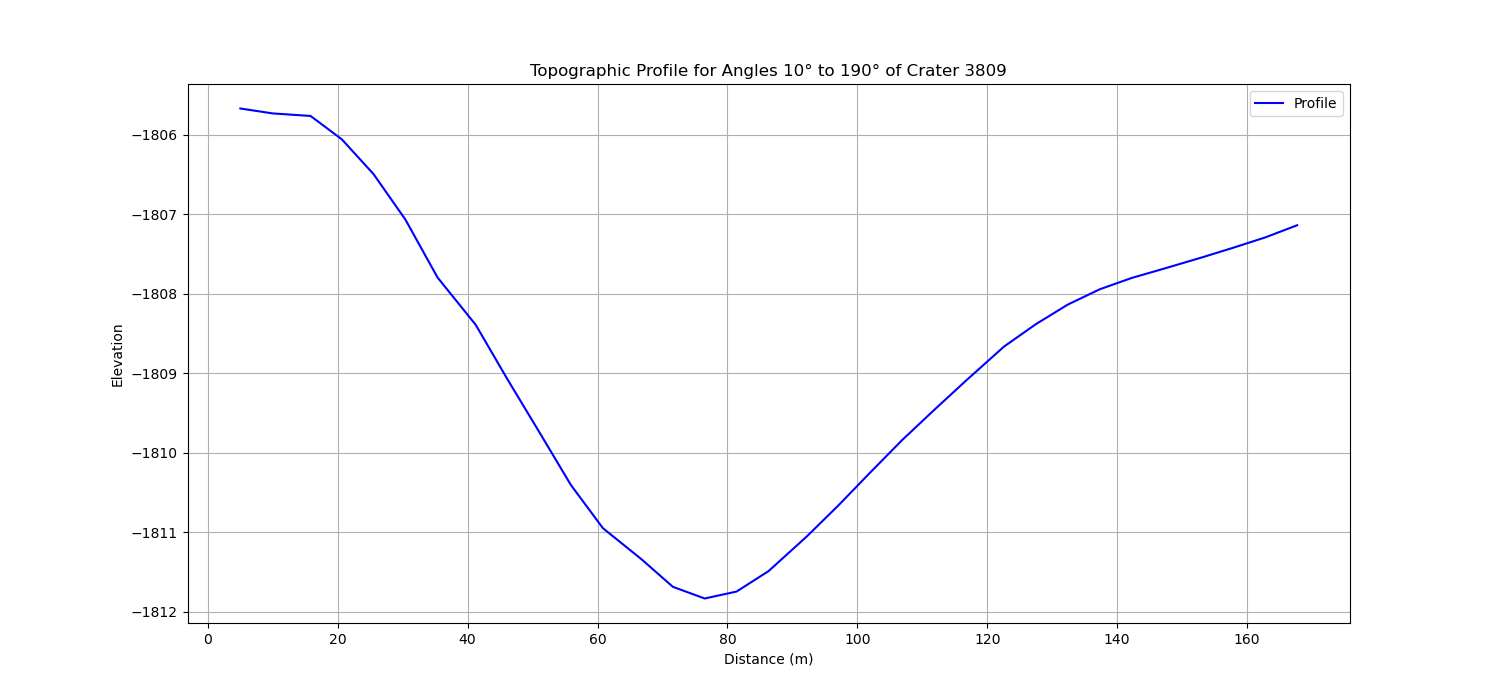 Topographic Profile for Angles 10° to 190° of Crater 3809
Profile
−1806
−1807
−1808
−1809
−1810
−1811
−1812
Elevation
0 20 40 60 80 100 120 140 160
Distance (m)